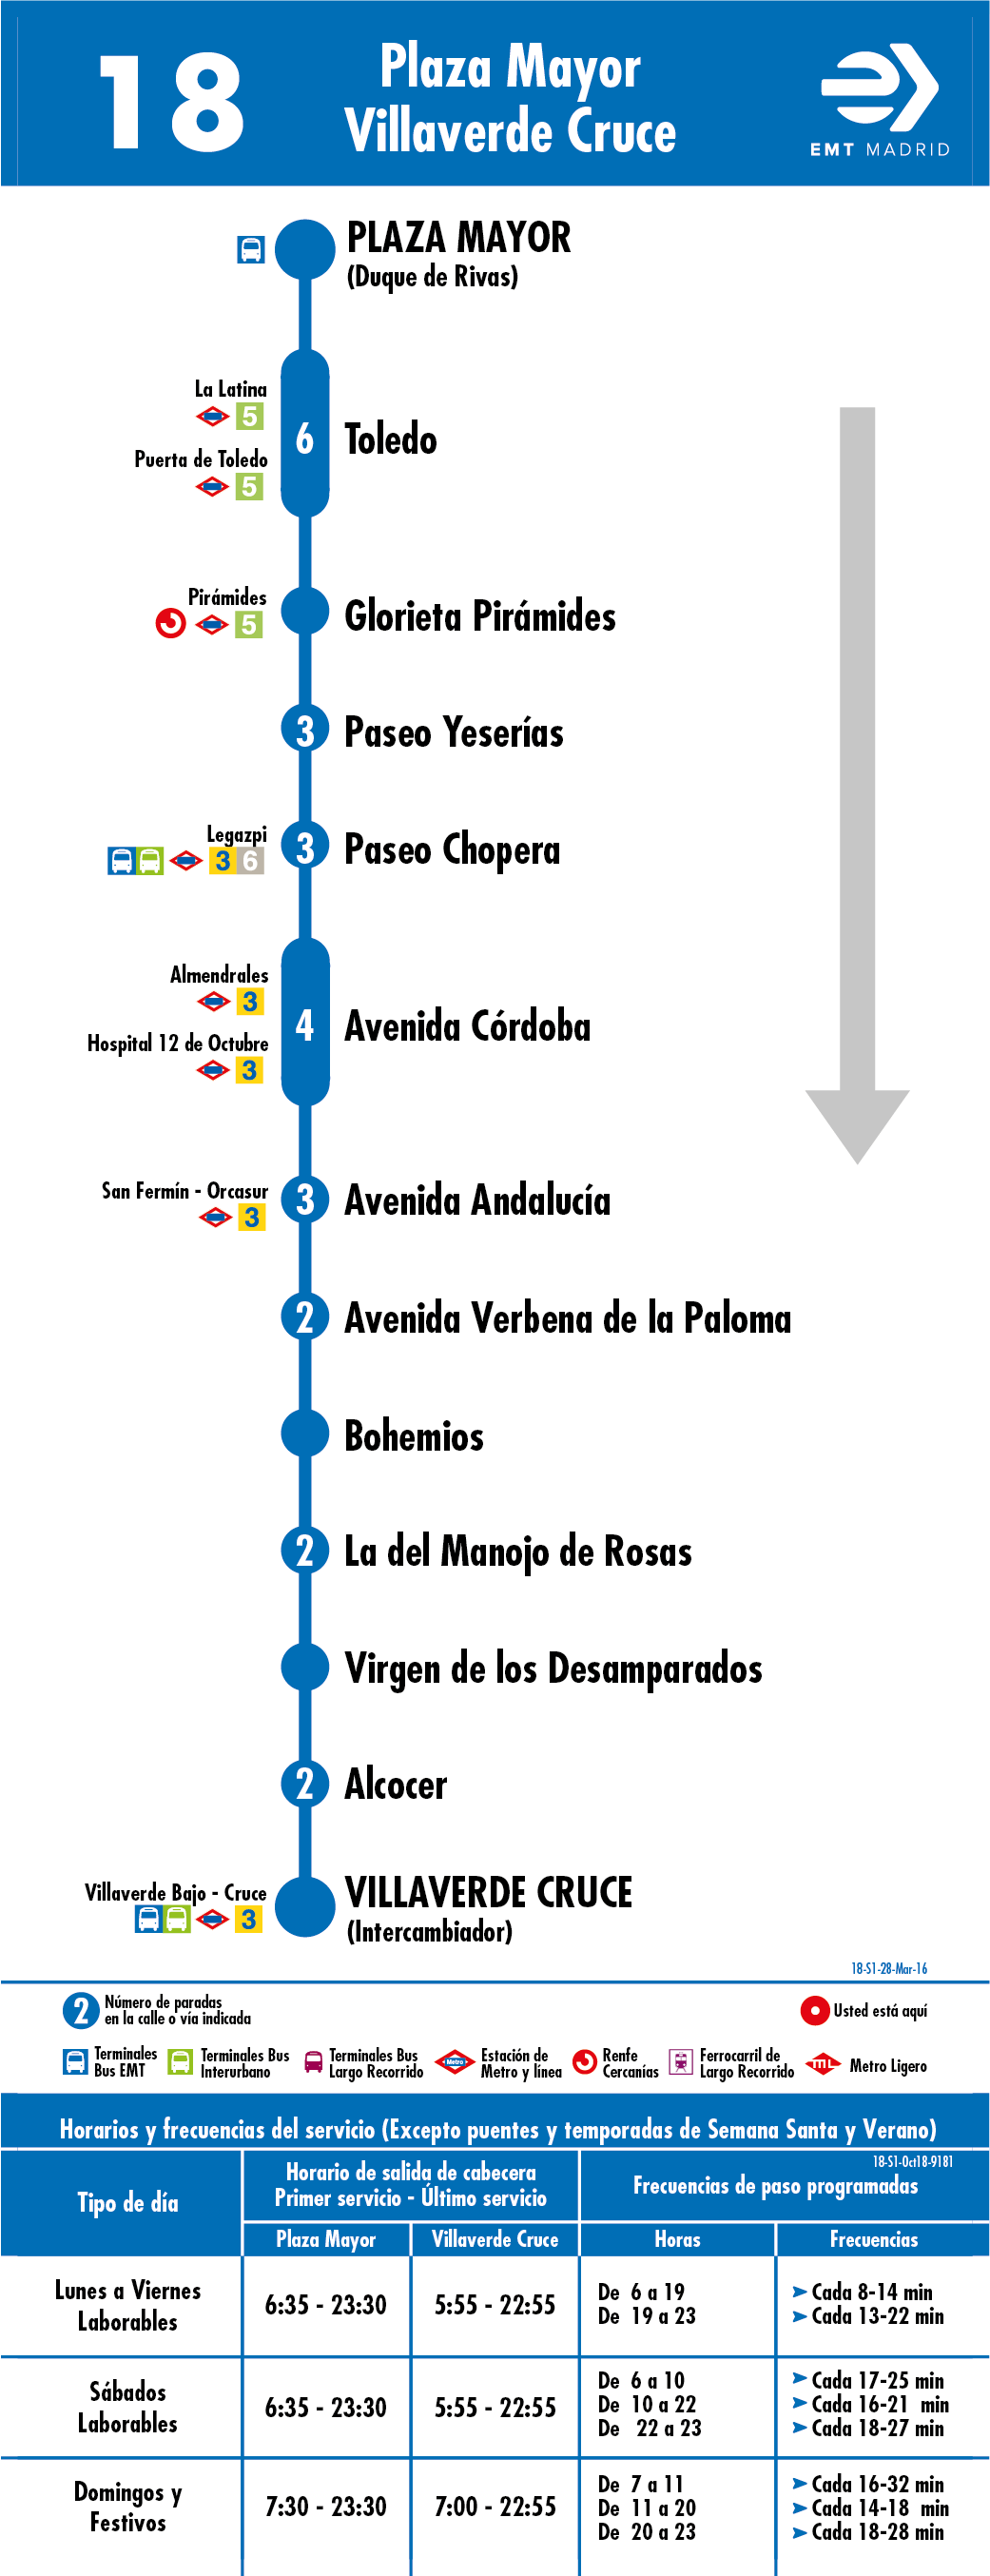 18
Plaza Mayor
Villaverde Cruce
EMT MADRID
PLAZA MAYOR
(Duque de Rivas)
La Latina
5
Puerta de Toledo
5
6
Toledo
Pirámides
5
Glorieta Pirámides
3
Paseo Yeserías
Legazpi
3 6
3
Paseo Chopera
Almendrales
3
Hospital 12 de Octubre
3
4
Avenida Córdoba
San Fermín - Orcasur
3
3
Avenida Andalucía
2
Avenida Verbena de la Paloma
Bohemios
2
La del Manojo de Rosas
Virgen de los Desamparados
2
Alcocer
Villaverde Bajo - Cruce
3
VILLAVERDE CRUCE
(Intercambiador)
18-S1-28-Mar-16
2
Número de paradas
en la calle o vía indicada
Usted está aquí
Terminales
Bus EMT
Terminales Bus
Interurbano
Terminales Bus
Largo Recorrido
Metro
Estación de
Metro y línea
Renfe
Cercanías
Ferrocarril de
Largo Recorrido
ML
Metro Ligero
Horarios y frecuencias del servicio (Excepto puentes y temporadas de Semana Santa y Verano)
18-S1-Oct18-9181
Tipo de día
Horario de salida de cabecera
Primer servicio - Último servicio
Frecuencias de paso programadas
Plaza Mayor
Villaverde Cruce
Horas
Frecuencias
Lunes a Viernes
Laborables
6:35 - 23:30
5:55 - 22:55
De 6 a 19
Cada 8-14 min
De 19 a 23
Cada 13-22 min
Sábados
Laborables
6:35 - 23:30
5:55 - 22:55
De 6 a 10
Cada 17-25 min
De 10 a 22
Cada 16-21 min
De 22 a 23
Cada 18-27 min
Domingos y
Festivos
7:30 - 23:30
7:00 - 22:55
De 7 a 11
Cada 16-32 min
De 11 a 20
Cada 14-18 min
De 20 a 23
Cada 18-28 min